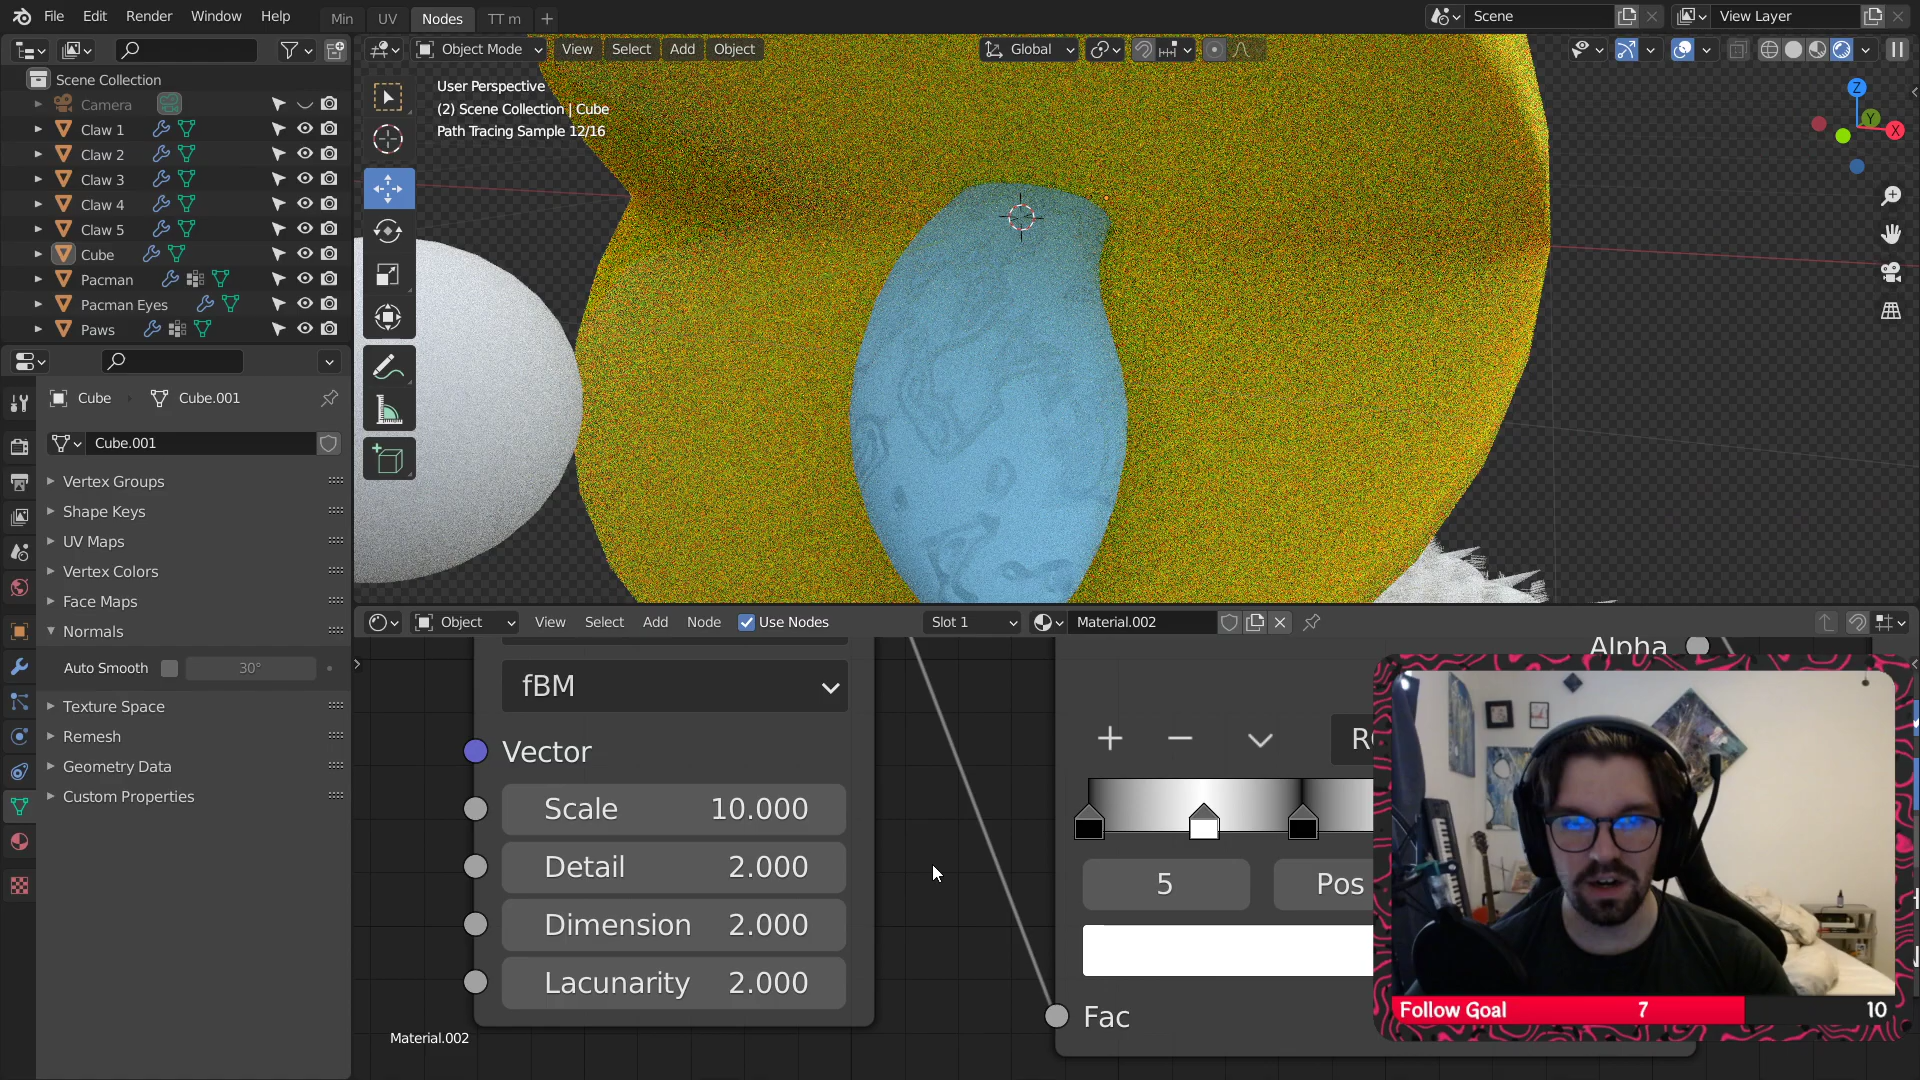 File Edit Render Window Help Min UV Nodes TT m Scene View Layer
Object Mode View Select Add Object Global
Scene Collection
Camera
Claw 1
Claw 2
Claw 3
Claw 4
Claw 5
Cube
Pacman
Pacman Eyes
Paws
User Perspective
(2) Scene Collection | Cube
Path Tracing Sample 12/16
Z
Y
X
Cube Cube.001
Cube.001
Vertex Groups
Shape Keys
UV Maps
Vertex Colors
Face Maps
Normals
Auto Smooth 30°
Texture Space
Remesh
Geometry Data
Custom Properties
Object View Select Add Node Use Nodes Slot 1 Material.002
fBM
Vector
Scale 10.000
Detail 2.000
Dimension 2.000
Lacunarity 2.000
Material.002
Alpha
5 Pos
Fac
Follow Goal 7 10